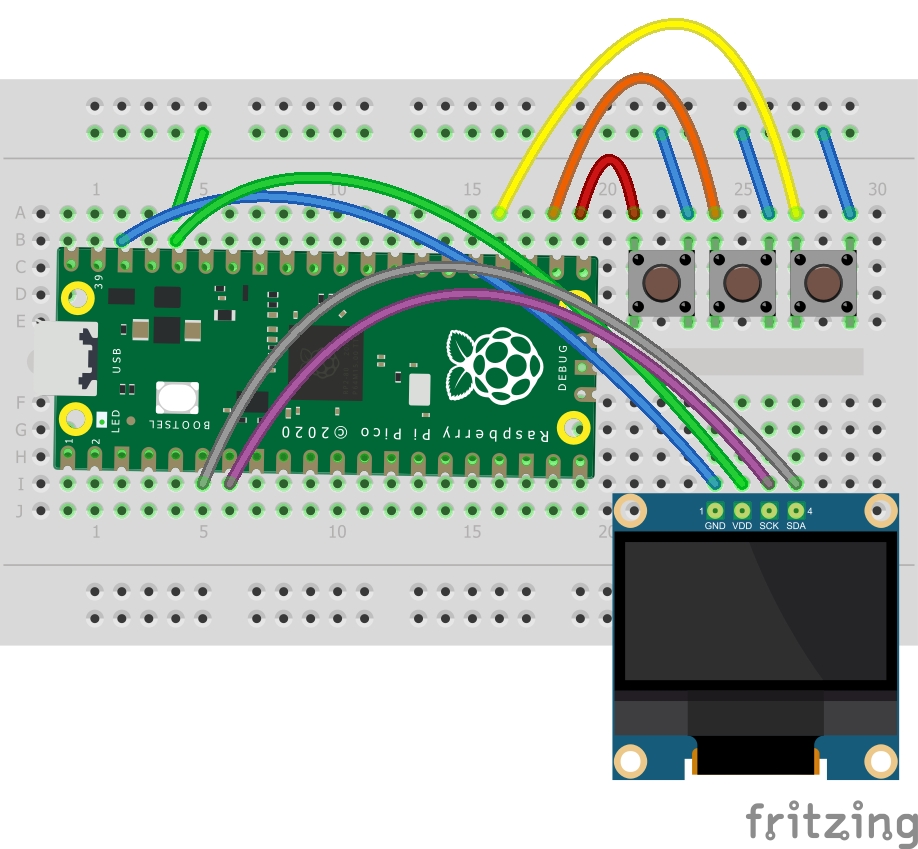 1 5 10 15 20 25 30
A A
B B
C C
D D
E E
F F
G G
H H
I I
J J
39
USB
DEBUG
LED
BOOTSEL
Raspberry Pi Pico ©2020
1 2
1 5 10 15 20
1 4
GND VDD SCK SDA
fritzing